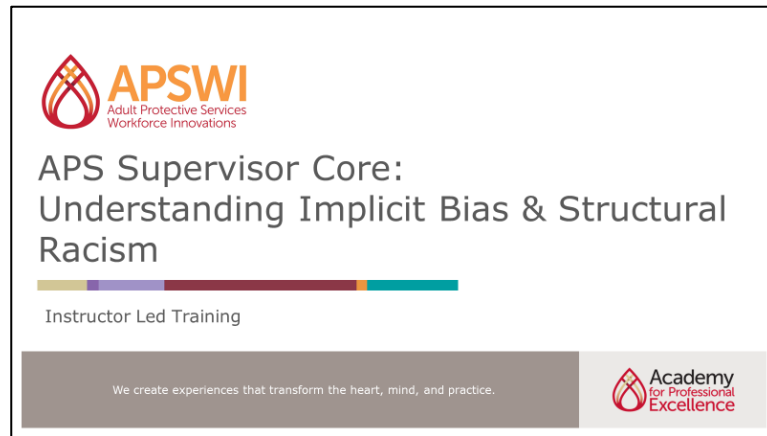 APSWI
Adult Protective Services
Workforce Innovations
APS Supervisor Core:
Understanding Implicit Bias & Structural
Racism
Instructor Led Training
We create experiences that transform the heart, mind, and practice.
Academy
for Professional
Excellence